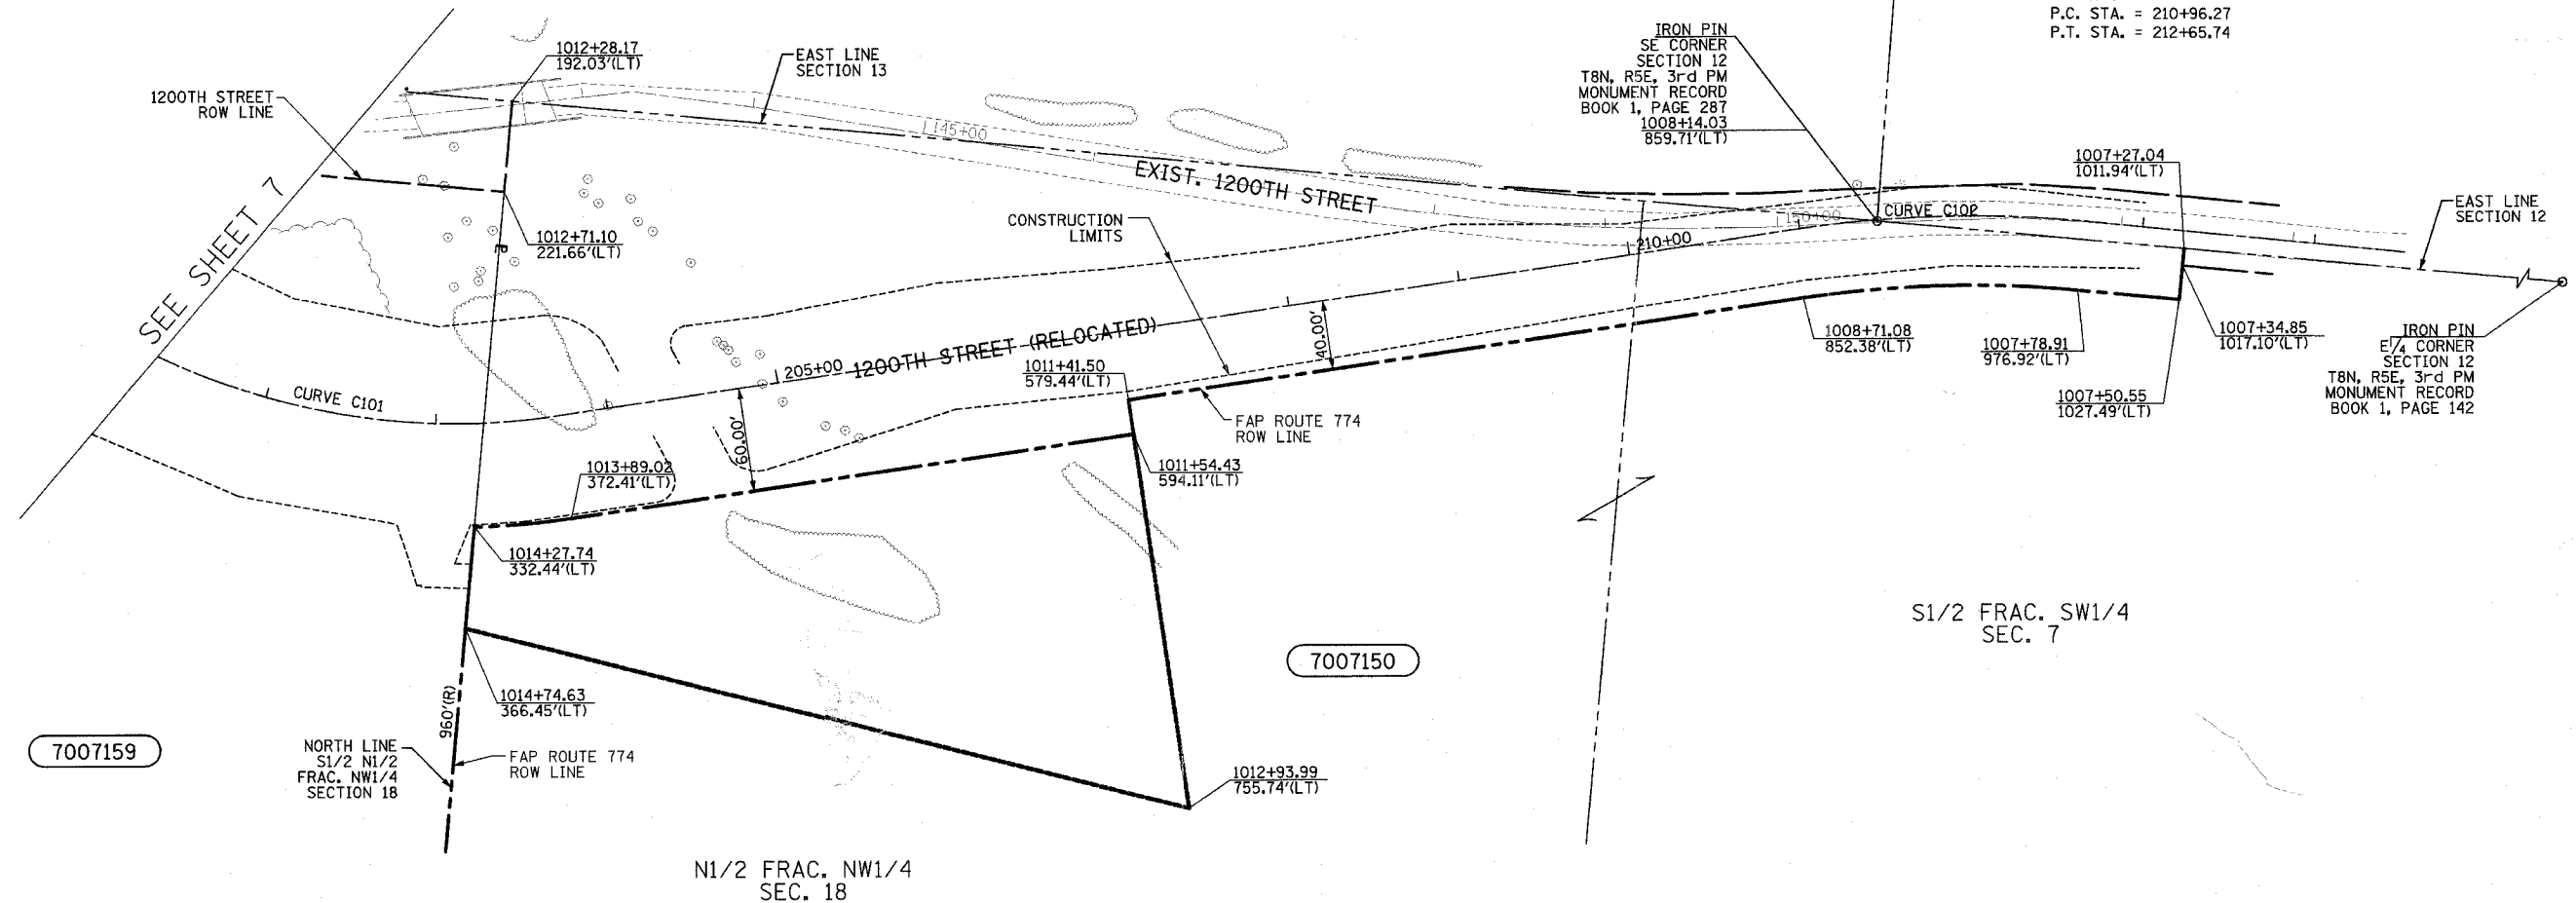 P.C. STA. = 210+96.27
P.T. STA. = 212+65.74
1012+28.17
192.03'(LT)
EAST LINE
SECTION 13
1200TH STREET
ROW LINE
SEE SHEET 7
1012+71.10
221.66'(LT)
145+00
EXIST. 1200TH STREET
IRON PIN
SE CORNER
SECTION 12
T8N, R5E, 3rd PM
MONUMENT RECORD
BOOK 1, PAGE 287
1008+14.03
859.71'(LT)
1007+27.04
1011.94'(LT)
CONSTRUCTION
LIMITS
150+00
CURVE C102
210+00
EAST LINE
SECTION 12
1007+34.85
1017.10'(LT)
IRON PIN
E1/4 CORNER
SECTION 12
T8N, R5E, 3rd PM
MONUMENT RECORD
BOOK 1, PAGE 142
1008+71.08
852.38'(LT)
1007+78.91
976.92'(LT)
1007+50.55
1027.49'(LT)
P
CURVE C101
205+00
1200TH STREET (RELOCATED)
40.00'
60.00'
1011+41.50
579.44'(LT)
FAP ROUTE 774
ROW LINE
1011+54.43
594.11'(LT)
1013+89.02
372.41'(LT)
1014+27.74
332.44'(LT)
S1/2 FRAC. SW1/4
SEC. 7
7007150
1014+74.63
366.45'(LT)
960'(R)
7007159
NORTH LINE
S1/2 N1/2
FRAC. NW1/4
SECTION 18
FAP ROUTE 774
ROW LINE
1012+93.99
755.74'(LT)
N1/2 FRAC. NW1/4
SEC. 18